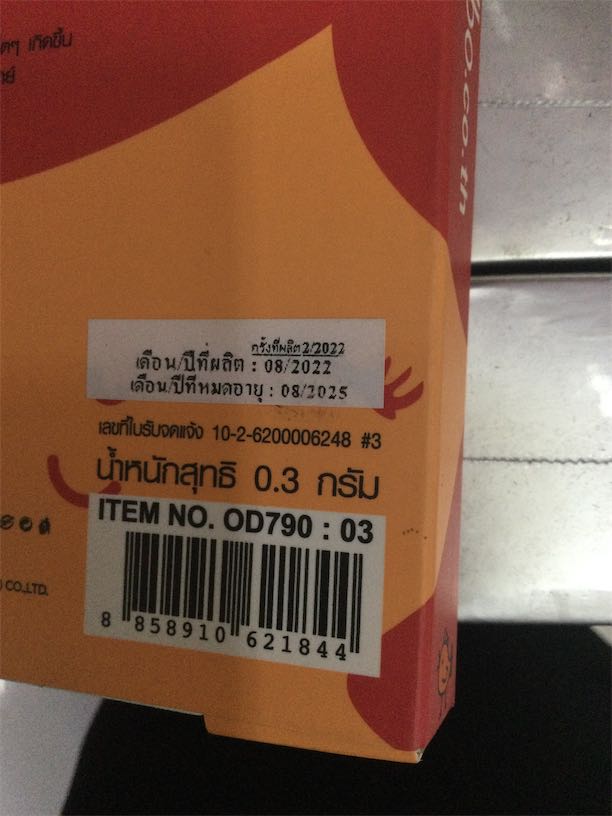 เกิดขึ้น
bo.co.th
ครั้งที่ผลิต 2/2022
เดือน/ปีที่ผลิต : 08/2022
เดือน/ปีที่หมดอายุ : 08/2025
เลขที่ใบรับจดแจ้ง 10-2-6200006248 #3
น้ำหนักสุทธิ 0.3 กรัม
ITEM NO. OD790 : 03
CO.,LTD.
8 858910 621844